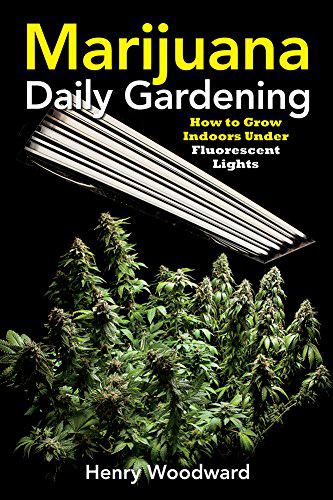 Marijuana
Daily Gardening
How to Grow
Indoors Under
Fluorescent
Lights
Henry Woodward